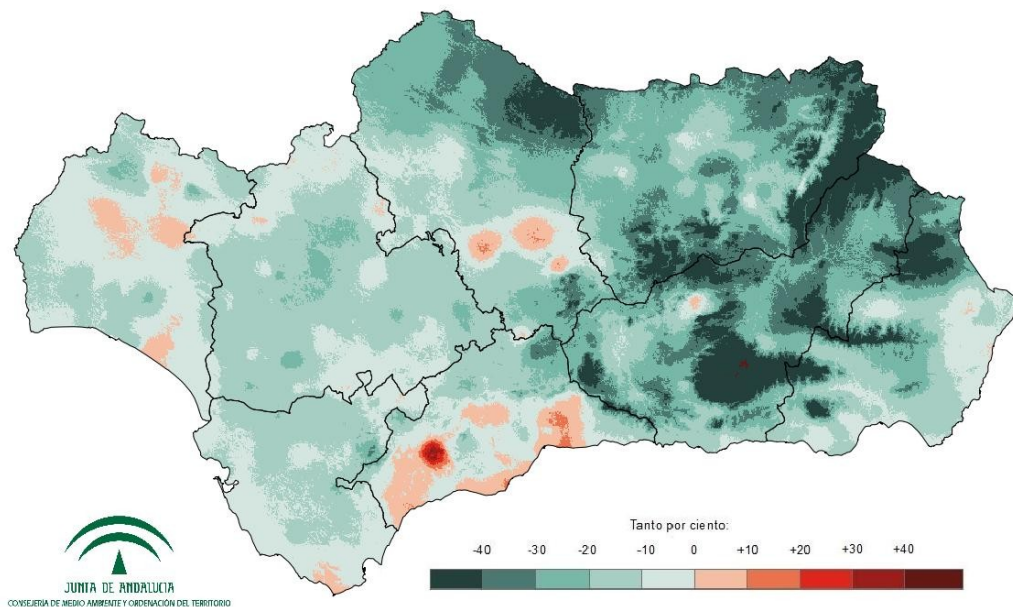 Tanto por ciento:
-40 -30 -20 -10 0 +10 +20 +30 +40
JUNTA DE ANDALUCIA
CONSEJERÍA DE MEDIO AMBIENTE Y ORDENACIÓN DEL TERRITORIO